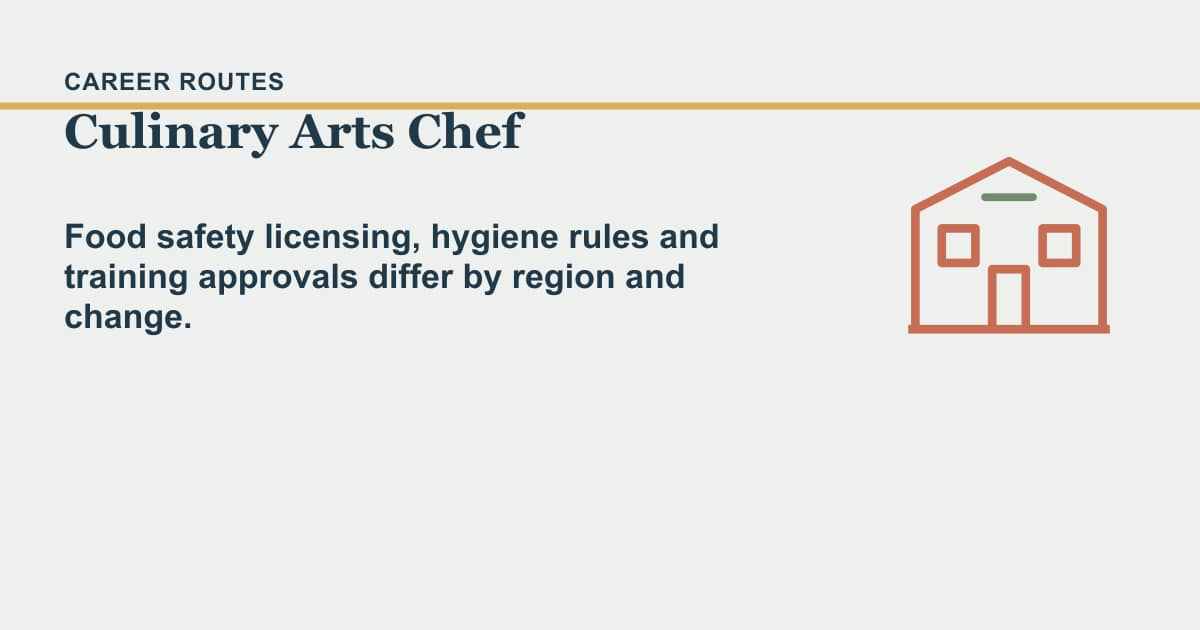 CAREER ROUTES
Culinary Arts Chef
Food safety licensing, hygiene rules and
training approvals differ by region and
change.